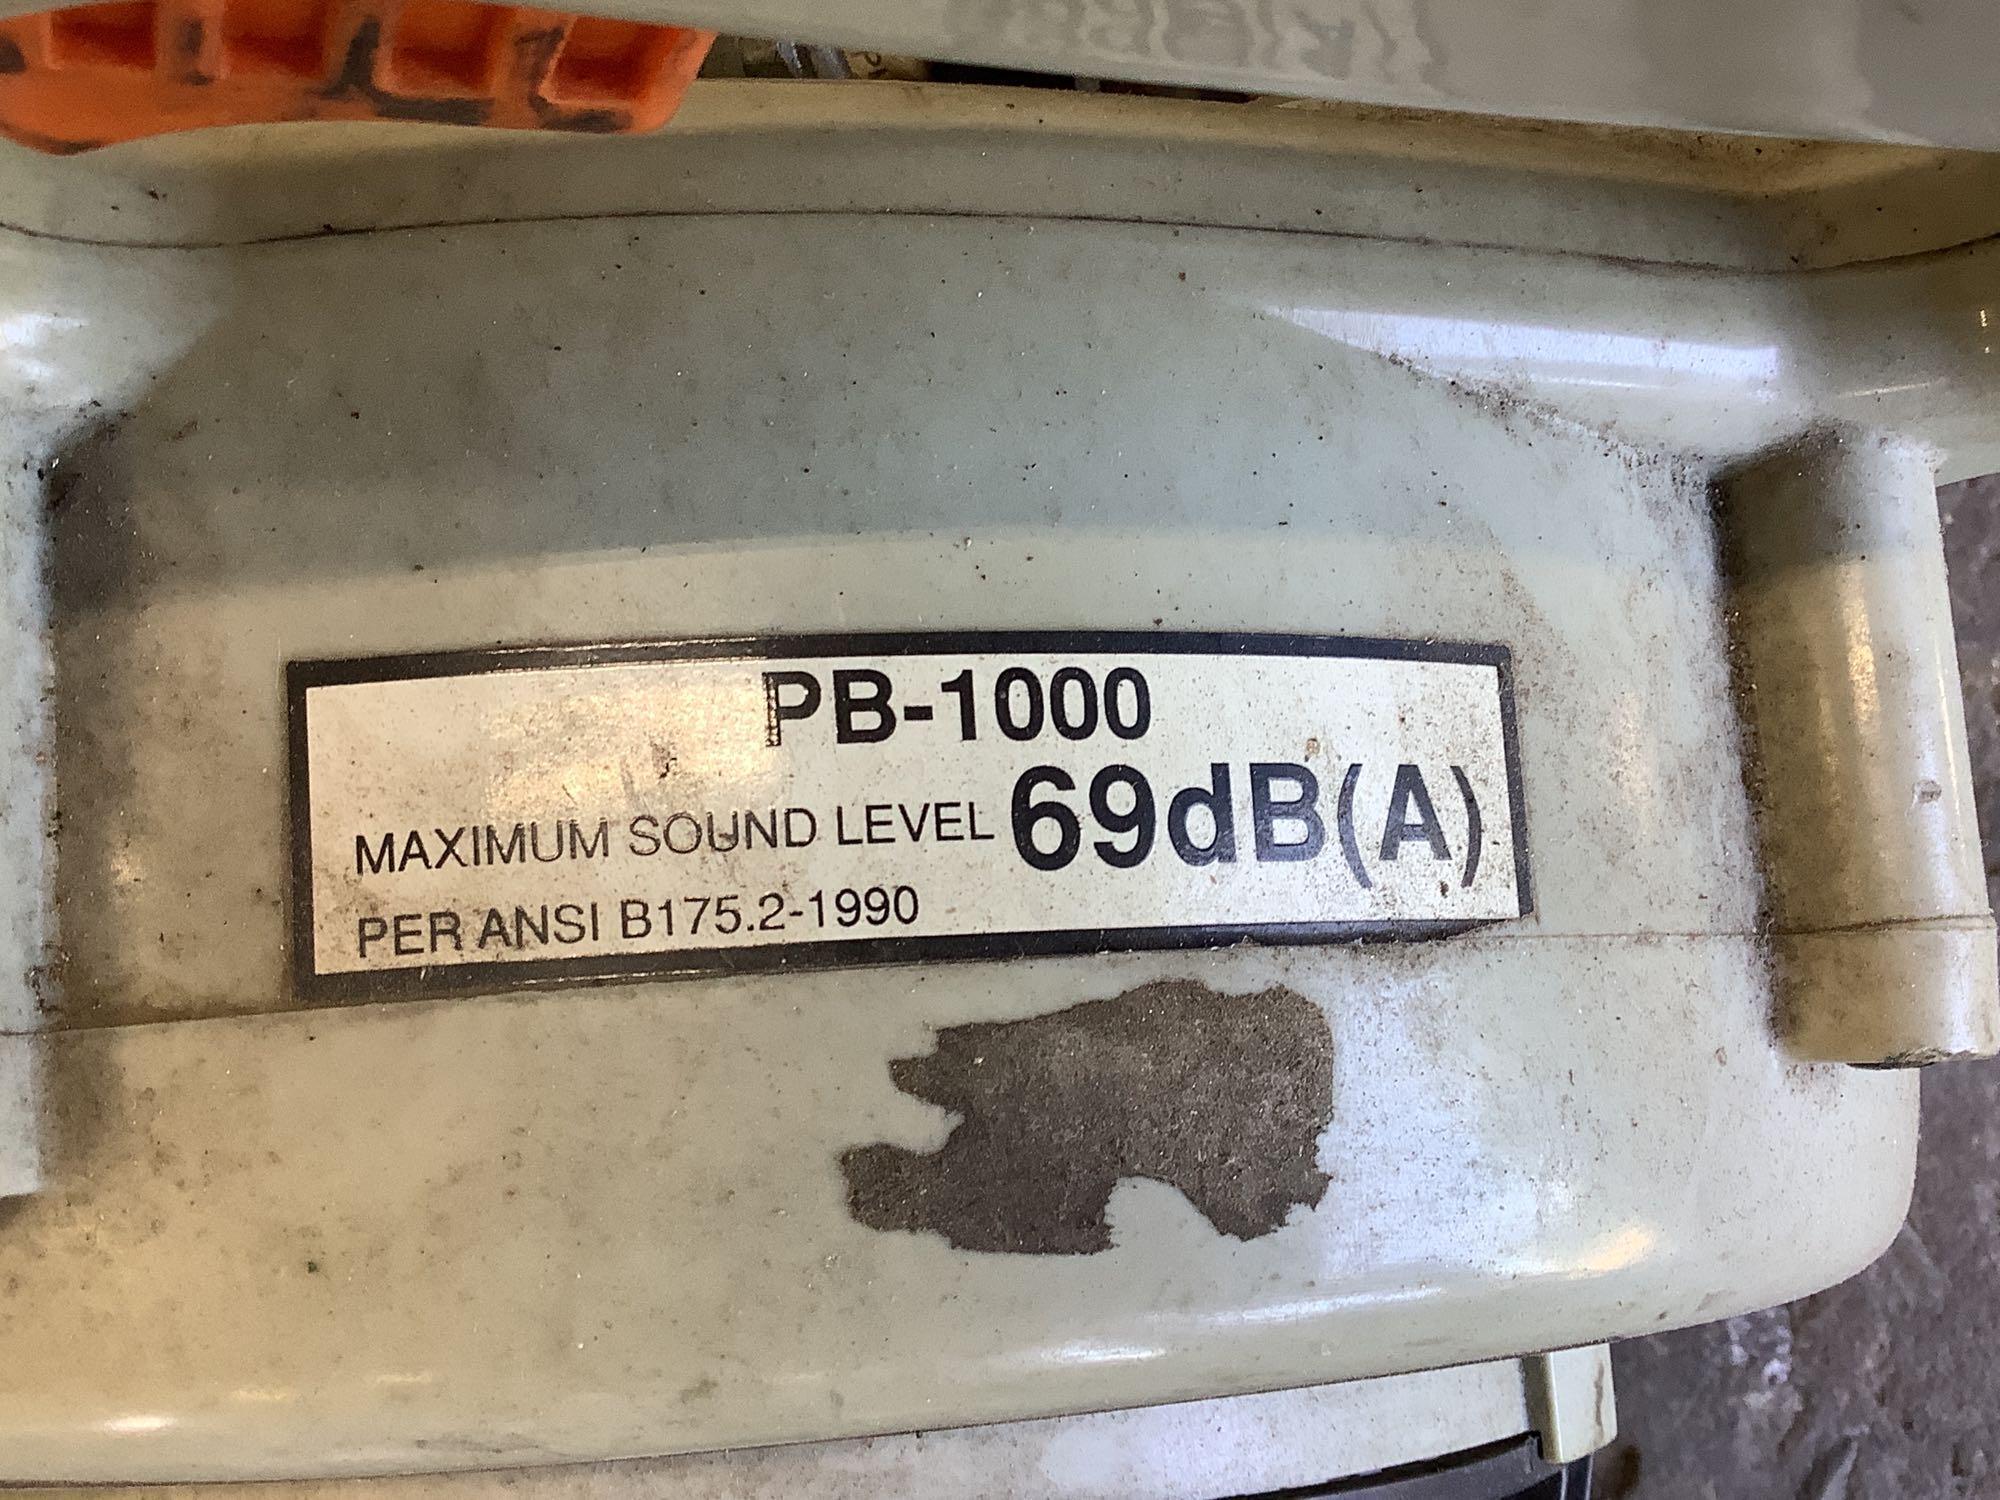 PB-1000
MAXIMUM SOUND LEVEL 69dB(A)
PER ANSI B175.2-1990